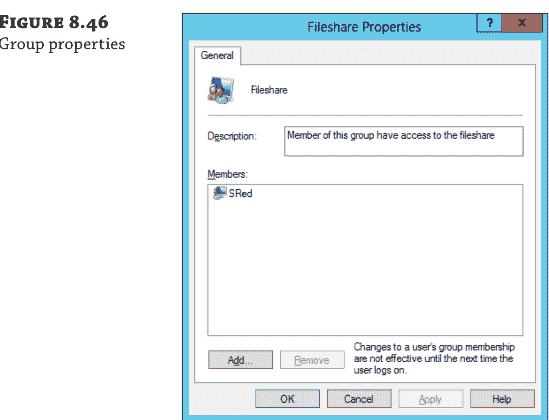 FIGURE 8.46
Group properties
Fileshare Properties
?
x
General
Fileshare
Description:
Member of this group have access to the fileshare
Members:
SRed
Add...
Remove
Changes to a user's group membership
are not effective until the next time the
user logs on.
OK
Cancel
Apply
Help